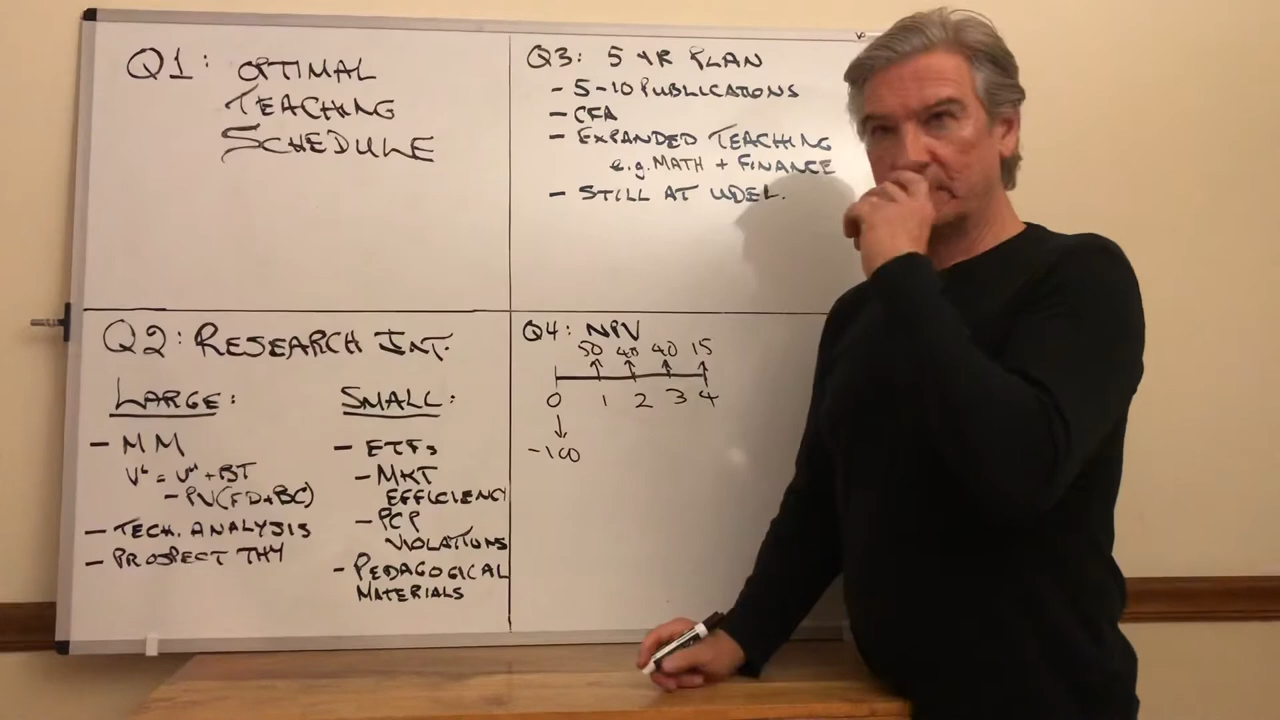 Q1: OPTIMAL
TEACHING
SCHEDULE
Q2: RESEARCH INT.
LARGE:
- MM
V^L = V^U + BT
- PV(FD+BC)
- TECH. ANALYSIS
- PROSPECT THY
SMALL:
- ETFs
- MKT
EFFICIENCY
- PCP
VIOLATIONS
- PEDAGOGICAL
MATERIALS
Q3: 5 YR PLAN
- 5-10 PUBLICATIONS
- CFA
- EXPANDED TEACHING
e.g. MATH + FINANCE
- STILL AT UDEL.
Q4: NPV
50 40 40 15
0 1 2 3 4
-100